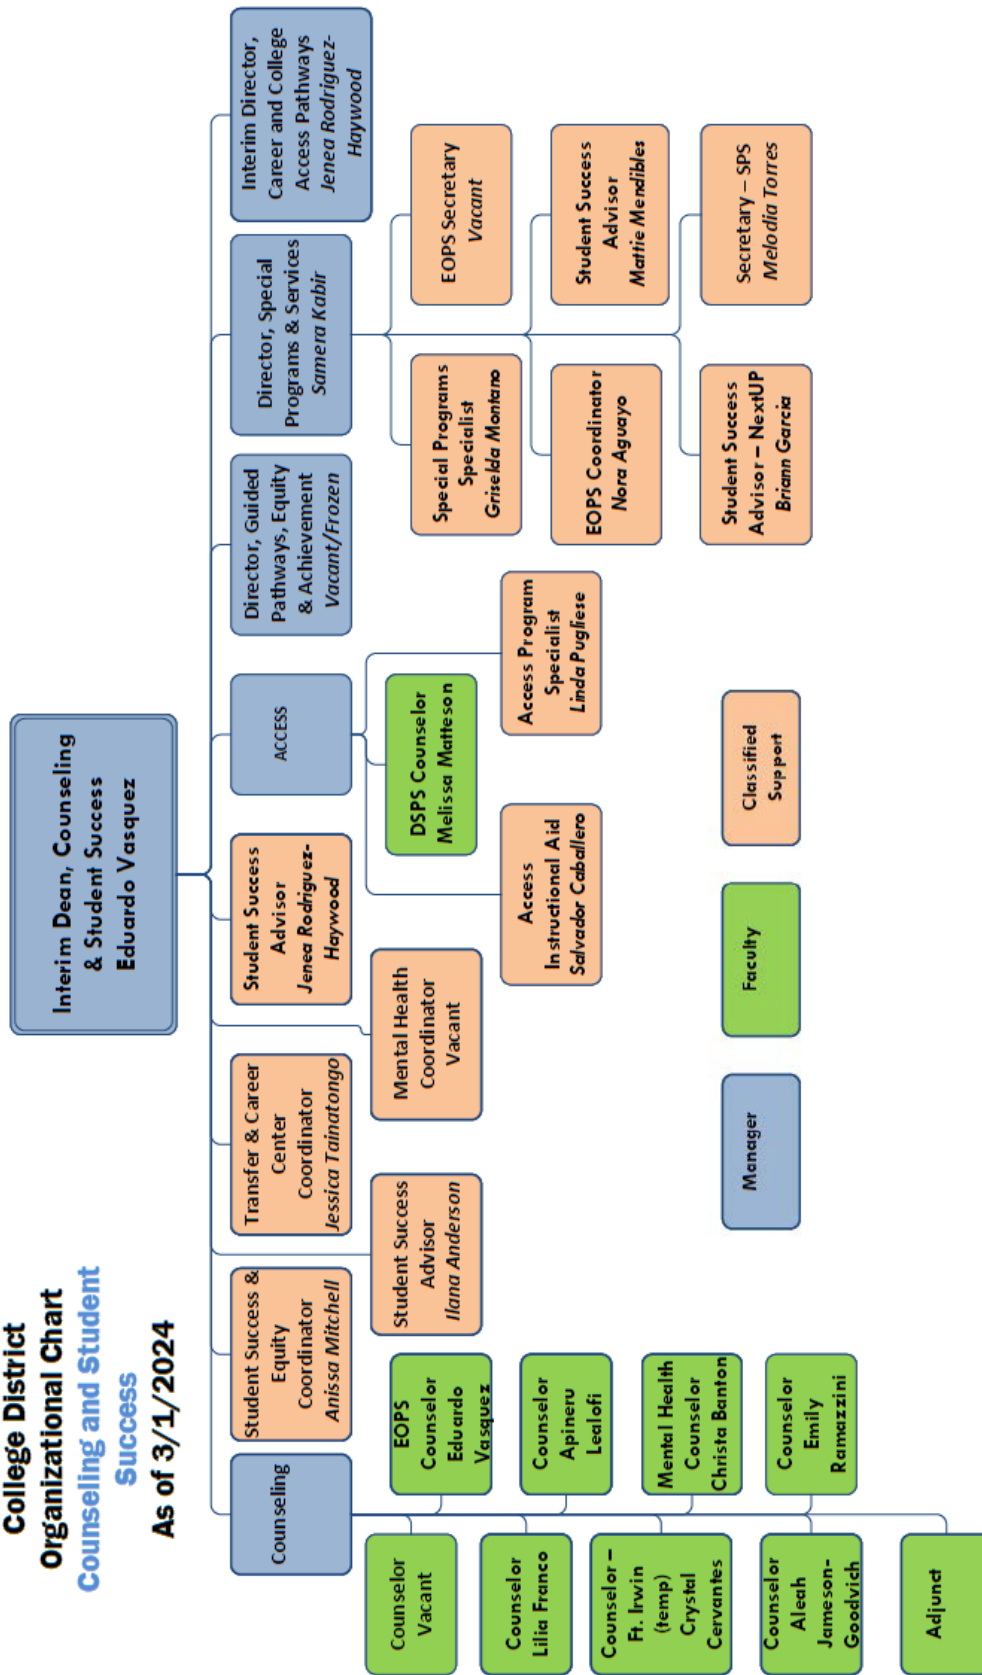 College District
Organizational Chart
Counseling and Student
Success
As of 3/1/2024
Interim Dean, Counseling
& Student Success
Eduardo Vasquez
Counseling
Student Success &
Equity
Coordinator
Anissa Mitchell
Transfer & Career
Center
Coordinator
Jessica Tainatongo
Student Success
Advisor
Jenea Rodriguez-
Haywood
ACCESS
Director, Guided
Pathways, Equity
& Achievement
Vacant/Frozen
Director, Special
Programs & Services
Samera Kabir
Interim Director,
Career and College
Access Pathways
Jenea Rodriguez-
Haywood
Student Success
Advisor
Ilana Anderson
Mental Health
Coordinator
Vacant
Counselor
Vacant
EOPS
Counselor
Eduardo
Vasquez
Counselor
Lilia Franco
Counselor
Apineru
Lealofi
Counselor –
Ft. Irwin
(temp)
Crystal
Cervantes
Mental Health
Counselor
Christa Banton
Counselor
Aleah
Jameson-
Goodvich
Counselor
Emily
Ramazzini
Adjunct
DSPS Counselor
Melissa Matteson
Access
Instructional Aid
Salvador Caballero
Access Program
Specialist
Linda Pugliese
Special Programs
Specialist
Griselda Montano
EOPS Secretary
Vacant
EOPS Coordinator
Nora Aguayo
Student Success
Advisor
Mattie Mendibles
Student Success
Advisor – NextUP
Briann Garcia
Secretary – SPS
Melodia Torres
Manager
Faculty
Classified
Support